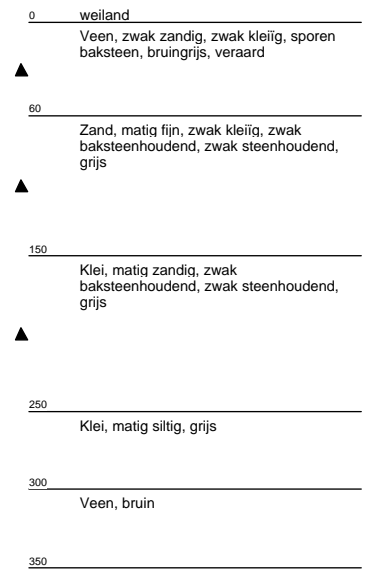 0 weiland
Veen, zwak zandig, zwak kleiïg, sporen
baksteen, bruingrijs, veraard
60
Zand, matig fijn, zwak kleiïg, zwak
baksteenhoudend, zwak steenhoudend,
grijs
150
Klei, matig zandig, zwak
baksteenhoudend, zwak steenhoudend,
grijs
250
Klei, matig siltig, grijs
300
Veen, bruin
350